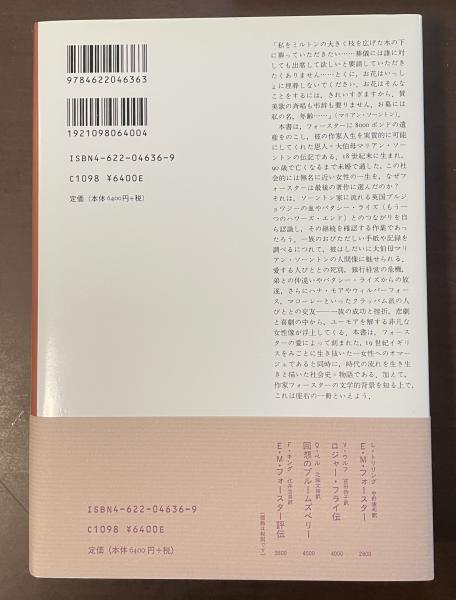 9784622046363
1921098064004
ISBN4-622-04636-9
C1098 ¥6400E
定価（本体6400円+税）
「私をミルトンの大きく枝を広げた木の下
に葬っていただきたい……葬儀には誰に対
しても出席して欲しいと要請していただき
たくありません……とくに、お花はいっし
ょに埋葬しないでください。お花はそんな
ことをするには、きれいすぎますから。賛
美歌の斉唱も弔辞も要りません。お墓には
私の名、年齢……」（マリアン・ソーントン）。
本書は、フォースターに8000ポンドの遺
産をのこし、彼の作家人生を実質的に可能
にしてくれた恩人＝大伯母マリアン・ソー
ントンの伝記である。18世紀末に生まれ、
90歳で亡くなるまで未婚で通した、この社
会的には無名に近い女性の一生を、なぜフ
ォースターは最後の著作に選んだのか？
それは、ソーントン家に流れる英国ブルジ
ョワジーの血やバタシー・ライズ（もう一
つのハワーズ・エンド）とのつながりを自
ら認識し、その継続を確認する作業であっ
たろう。一族のおびただしい手紙や記録を
調べるにつれて、彼はしだいに大伯母マリ
アン・ソーントンの人間像に魅せられる。
愛する人びととの死別、銀行経営の危機、
弟との仲違いやバタシー・ライズからの放
逐、さらにハナ・モアやウィルバーフォー
ス、マコーレーといったクラッパム派の人
びととの交友――一族の成功と挫折、悲劇
と喜劇の中から、ユーモアを解する非凡な
女性像が浮上してくる。本書は、フォース
ターの愛によって刻まれた、19世紀イギリ
スをみごとに生き抜いた一女性へのオマー
ジュであると同時に、時代の流れを生き生
きと描いた社会史＝物語である。加えて、
作家フォースターの文学的背景を知る上で、
これは座右の一冊といえよう。
L・トリリング
E・M・フォースター 2800
V・ウルフ 宮田恭子訳
ロジャー・フライ伝 4000
Q・ベル 北條文緒訳
回想のブルームズベリー 4500
F・キング 辻井忠男訳
E・M・フォースター評伝 3800
（価格は税別です）
ISBN4-622-04636-9
C1098 ¥6400E
定価（本体6400円+税）